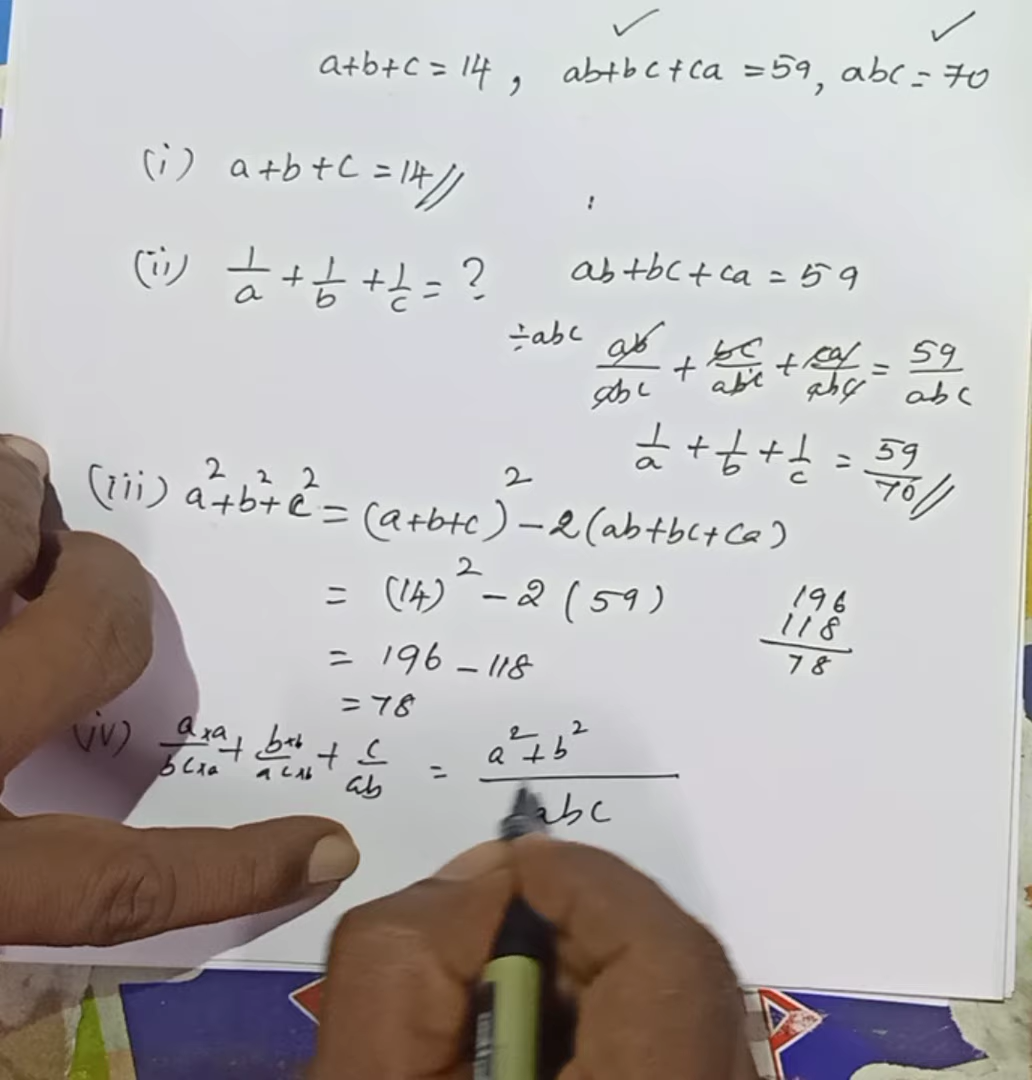 a+b+c = 14, ab+bc+ca = 59, abc = 70
(i) a+b+c = 14//
(ii) 1/a + 1/b + 1/c = ?
ab+bc+ca = 59
÷abc ab/abc + bc/abc + ca/abc = 59/abc
1/a + 1/b + 1/c = 59/70//
(iii) a²+b²+c² = (a+b+c)² - 2(ab+bc+ca)
= (14)² - 2(59)
= 196 - 118
= 78
196
118
78
(iv) a×a/bc×a + b×b/ac×b + c/ab = a²+b²/abc